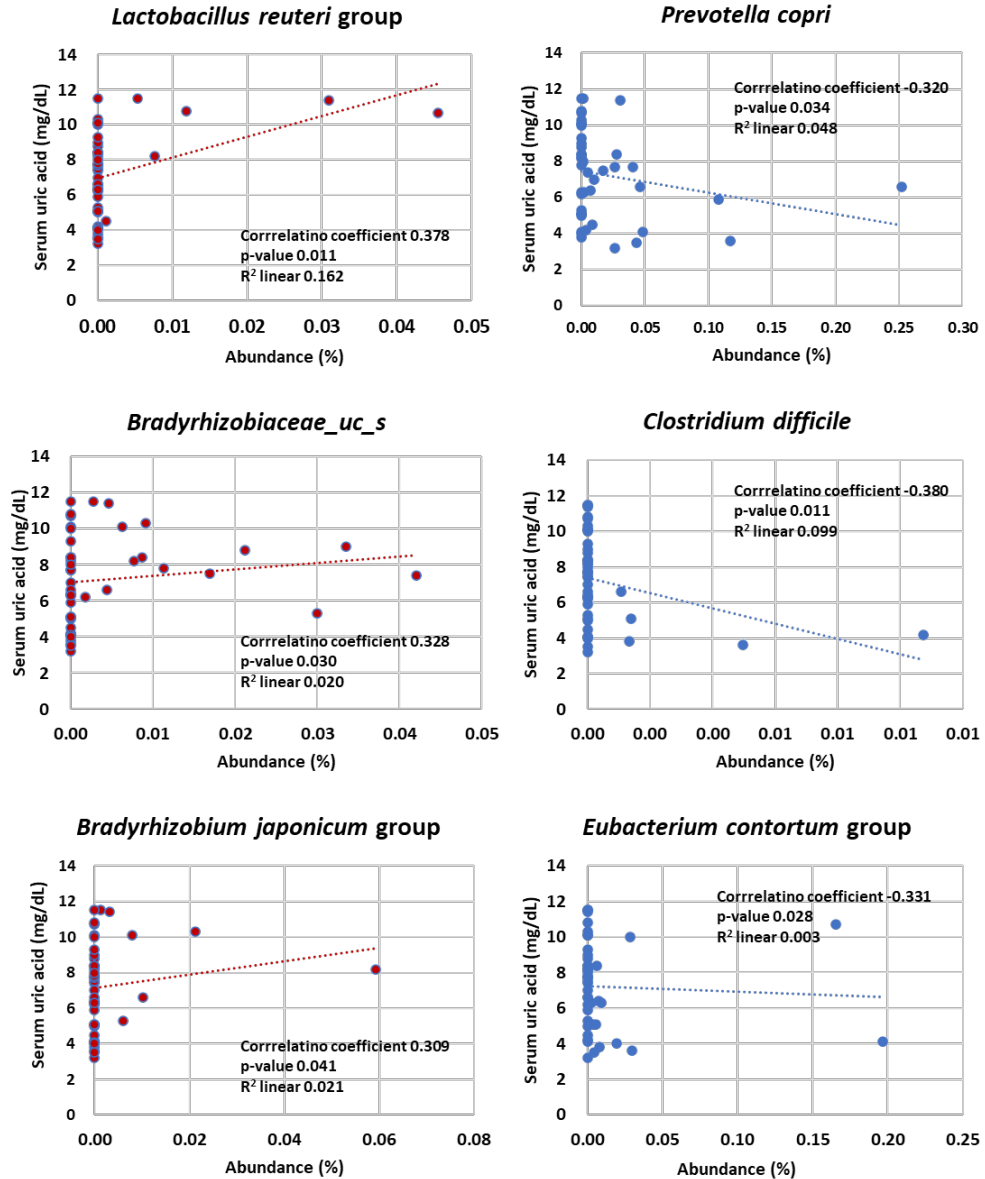 Lactobacillus reuteri group
Serum uric acid (mg/dL)
14
12
10
8
6
4
2
0
Corrrelatino coefficient 0.378
p-value 0.011
R² linear 0.162
0.00 0.01 0.02 0.03 0.04 0.05
Abundance (%)
Prevotella copri
Serum uric acid (mg/dL)
14
12
10
8
6
4
2
0
Corrrelatino coefficient -0.320
p-value 0.034
R² linear 0.048
0.00 0.05 0.10 0.15 0.20 0.25 0.30
Abundance (%)
Bradyrhizobiaceae_uc_s
Serum uric acid (mg/dL)
14
12
10
8
6
4
2
0
Corrrelatino coefficient 0.328
p-value 0.030
R² linear 0.020
0.00 0.01 0.02 0.03 0.04 0.05
Abundance (%)
Clostridium difficile
Serum uric acid (mg/dL)
14
12
10
8
6
4
2
0
Corrrelatino coefficient -0.380
p-value 0.011
R² linear 0.099
0.00 0.00 0.00 0.01 0.01 0.01 0.01
Abundance (%)
Bradyrhizobium japonicum group
Serum uric acid (mg/dL)
14
12
10
8
6
4
2
0
Corrrelatino coefficient 0.309
p-value 0.041
R² linear 0.021
0.00 0.02 0.04 0.06 0.08
Abundance (%)
Eubacterium contortum group
Serum uric acid (mg/dL)
14
12
10
8
6
4
2
0
Corrrelatino coefficient -0.331
p-value 0.028
R² linear 0.003
0.00 0.05 0.10 0.15 0.20 0.25
Abundance (%)